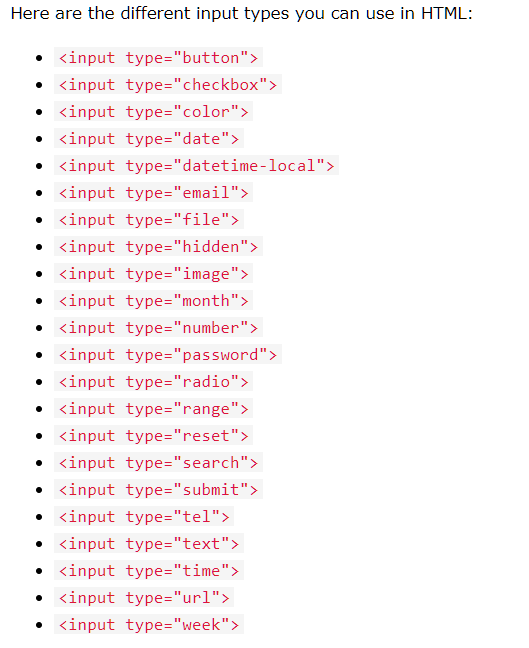 Here are the different input types you can use in HTML:
<input type="button">
<input type="checkbox">
<input type="color">
<input type="date">
<input type="datetime-local">
<input type="email">
<input type="file">
<input type="hidden">
<input type="image">
<input type="month">
<input type="number">
<input type="password">
<input type="radio">
<input type="range">
<input type="reset">
<input type="search">
<input type="submit">
<input type="tel">
<input type="text">
<input type="time">
<input type="url">
<input type="week">